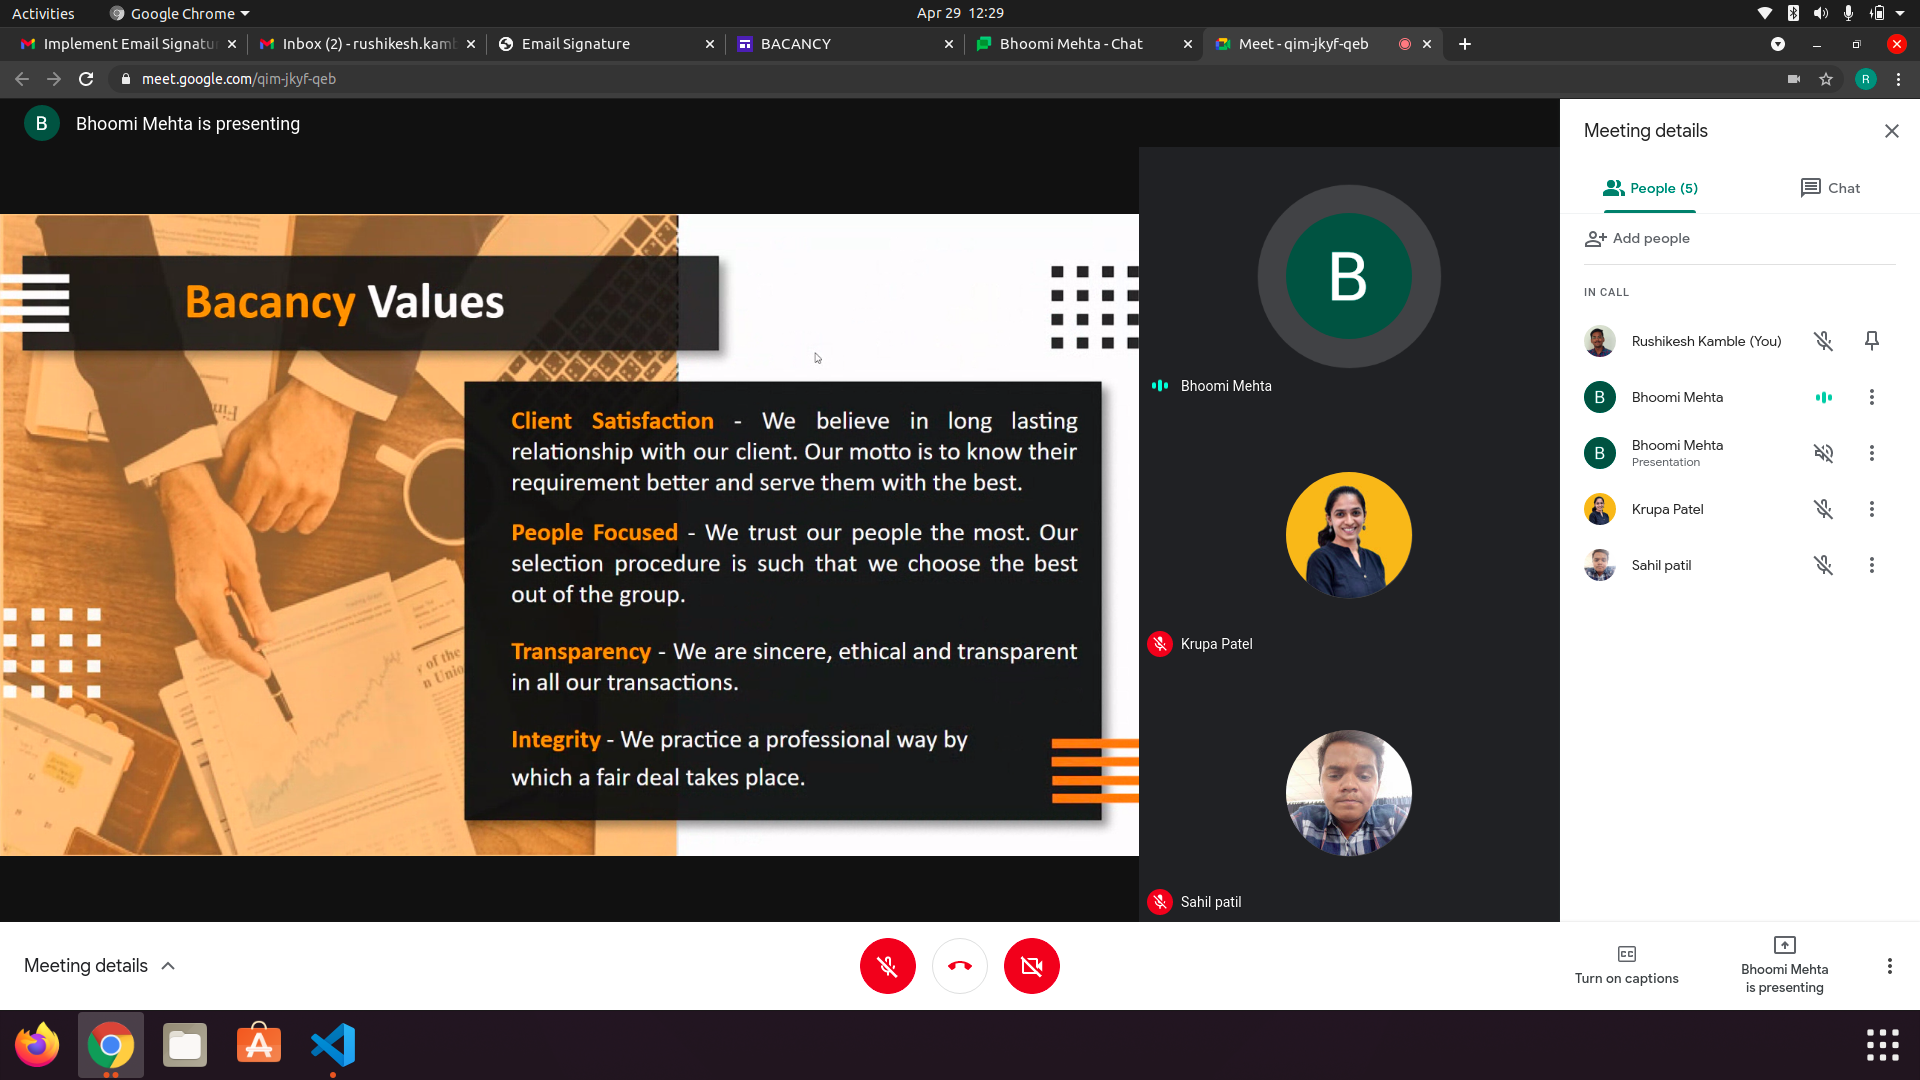 Activities
Google Chrome
Apr 29 12:29
Implement Email Signatu
Inbox (2) - rushikesh.kamb
Email Signature
BACANCY
Bhoomi Mehta - Chat
Meet - qim-jkyf-qeb
meet.google.com/qim-jkyf-qeb
R
B
Bhoomi Mehta is presenting
Bacancy Values
Client Satisfaction - We believe in long lasting
relationship with our client. Our motto is to know their
requirement better and serve them with the best.
People Focused - We trust our people the most. Our
selection procedure is such that we choose the best
out of the group.
Transparency - We are sincere, ethical and transparent
in all our transactions.
Integrity - We practice a professional way by
which a fair deal takes place.
y of the
n Union
B
Bhoomi Mehta
Krupa Patel
Sahil patil
Meeting details
People (5)
Chat
Add people
IN CALL
Rushikesh Kamble (You)
B
Bhoomi Mehta
B
Bhoomi Mehta
Presentation
Krupa Patel
Sahil patil
Meeting details
CC
Turn on captions
Bhoomi Mehta
is presenting